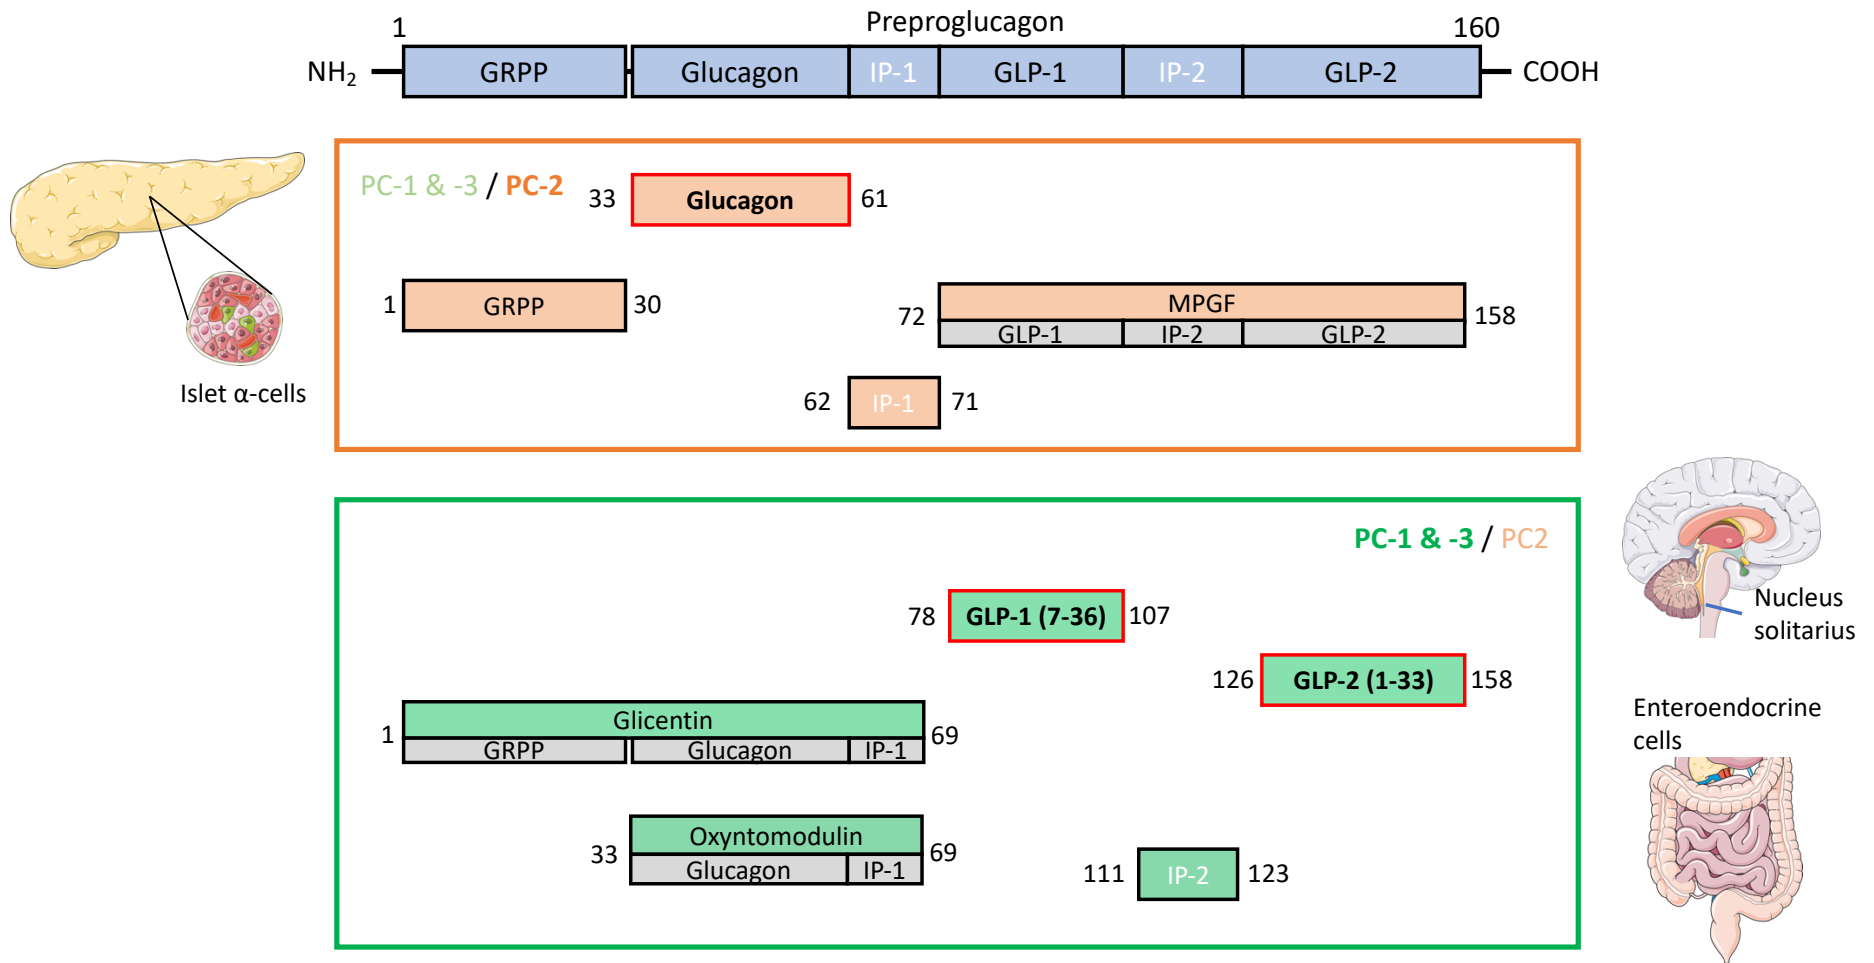 Preproglucagon
1 160
NH₂ GRPP Glucagon IP-1 GLP-1 IP-2 GLP-2 COOH
PC-1 & -3 / PC-2
33 Glucagon 61
1 GRPP 30
72 MPGF 158
GLP-1 IP-2 GLP-2
62 IP-1 71
Islet α-cells
PC-1 & -3 / PC2
78 GLP-1 (7-36) 107
126 GLP-2 (1-33) 158
1 Glicentin 69
GRPP Glucagon IP-1
33 Oxyntomodulin 69
Glucagon IP-1
111 IP-2 123
Nucleus
solitarius
Enteroendocrine
cells